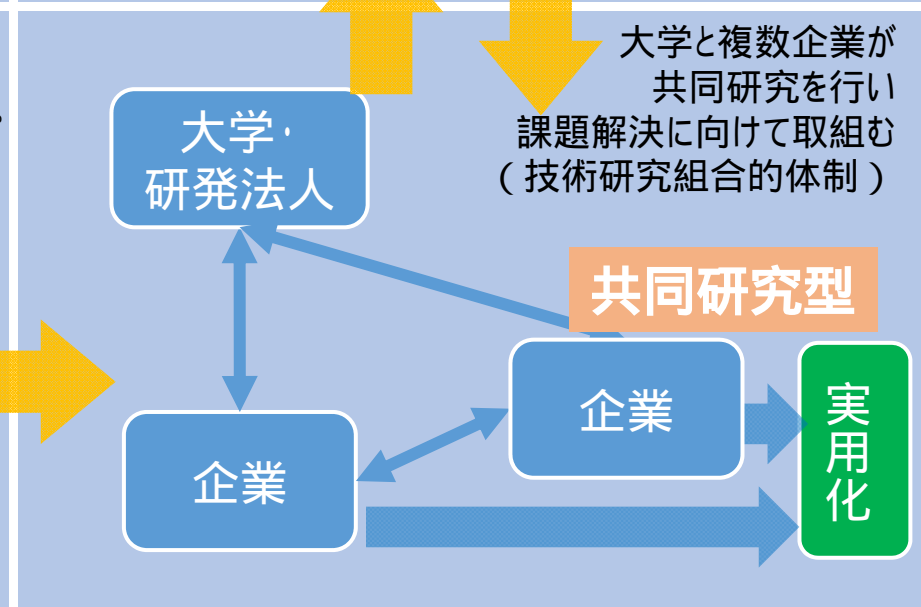 大学と複数企業が
共同研究を行い
課題解決に向けて取組む
（技術研究組合的体制）
大学・
研発法人
共同研究型
企業
企業
実用化